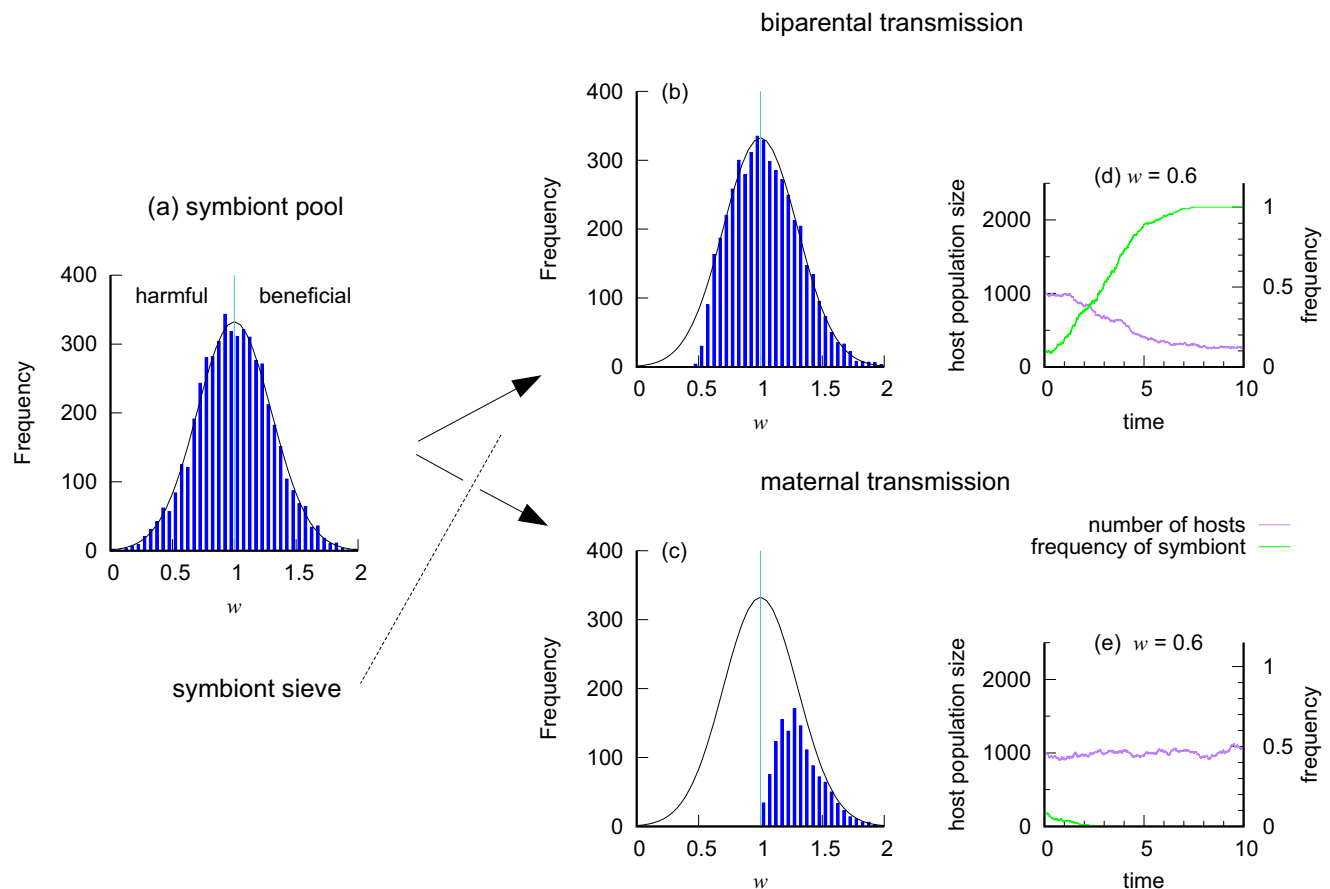 biparental transmission
(a) symbiont pool
400
300
200
100
0
Frequency
harmful
beneficial
0
0.5
1
1.5
2
w
symbiont sieve
(b)
400
300
200
100
0
Frequency
0
0.5
1
1.5
2
w
(d) w = 0.6
host population size
2000
1000
0
1
0.5
0
frequency
0
5
10
time
maternal transmission
(c)
400
300
200
100
0
Frequency
0
0.5
1
1.5
2
w
number of hosts
frequency of symbiont
(e) w = 0.6
host population size
2000
1000
0
1
0.5
0
frequency
0
5
10
time